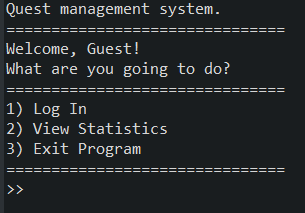 Quest management system.
==============================
Welcome, Guest!
What are you going to do?
==============================
1) Log In
2) View Statistics
3) Exit Program
==============================
>>